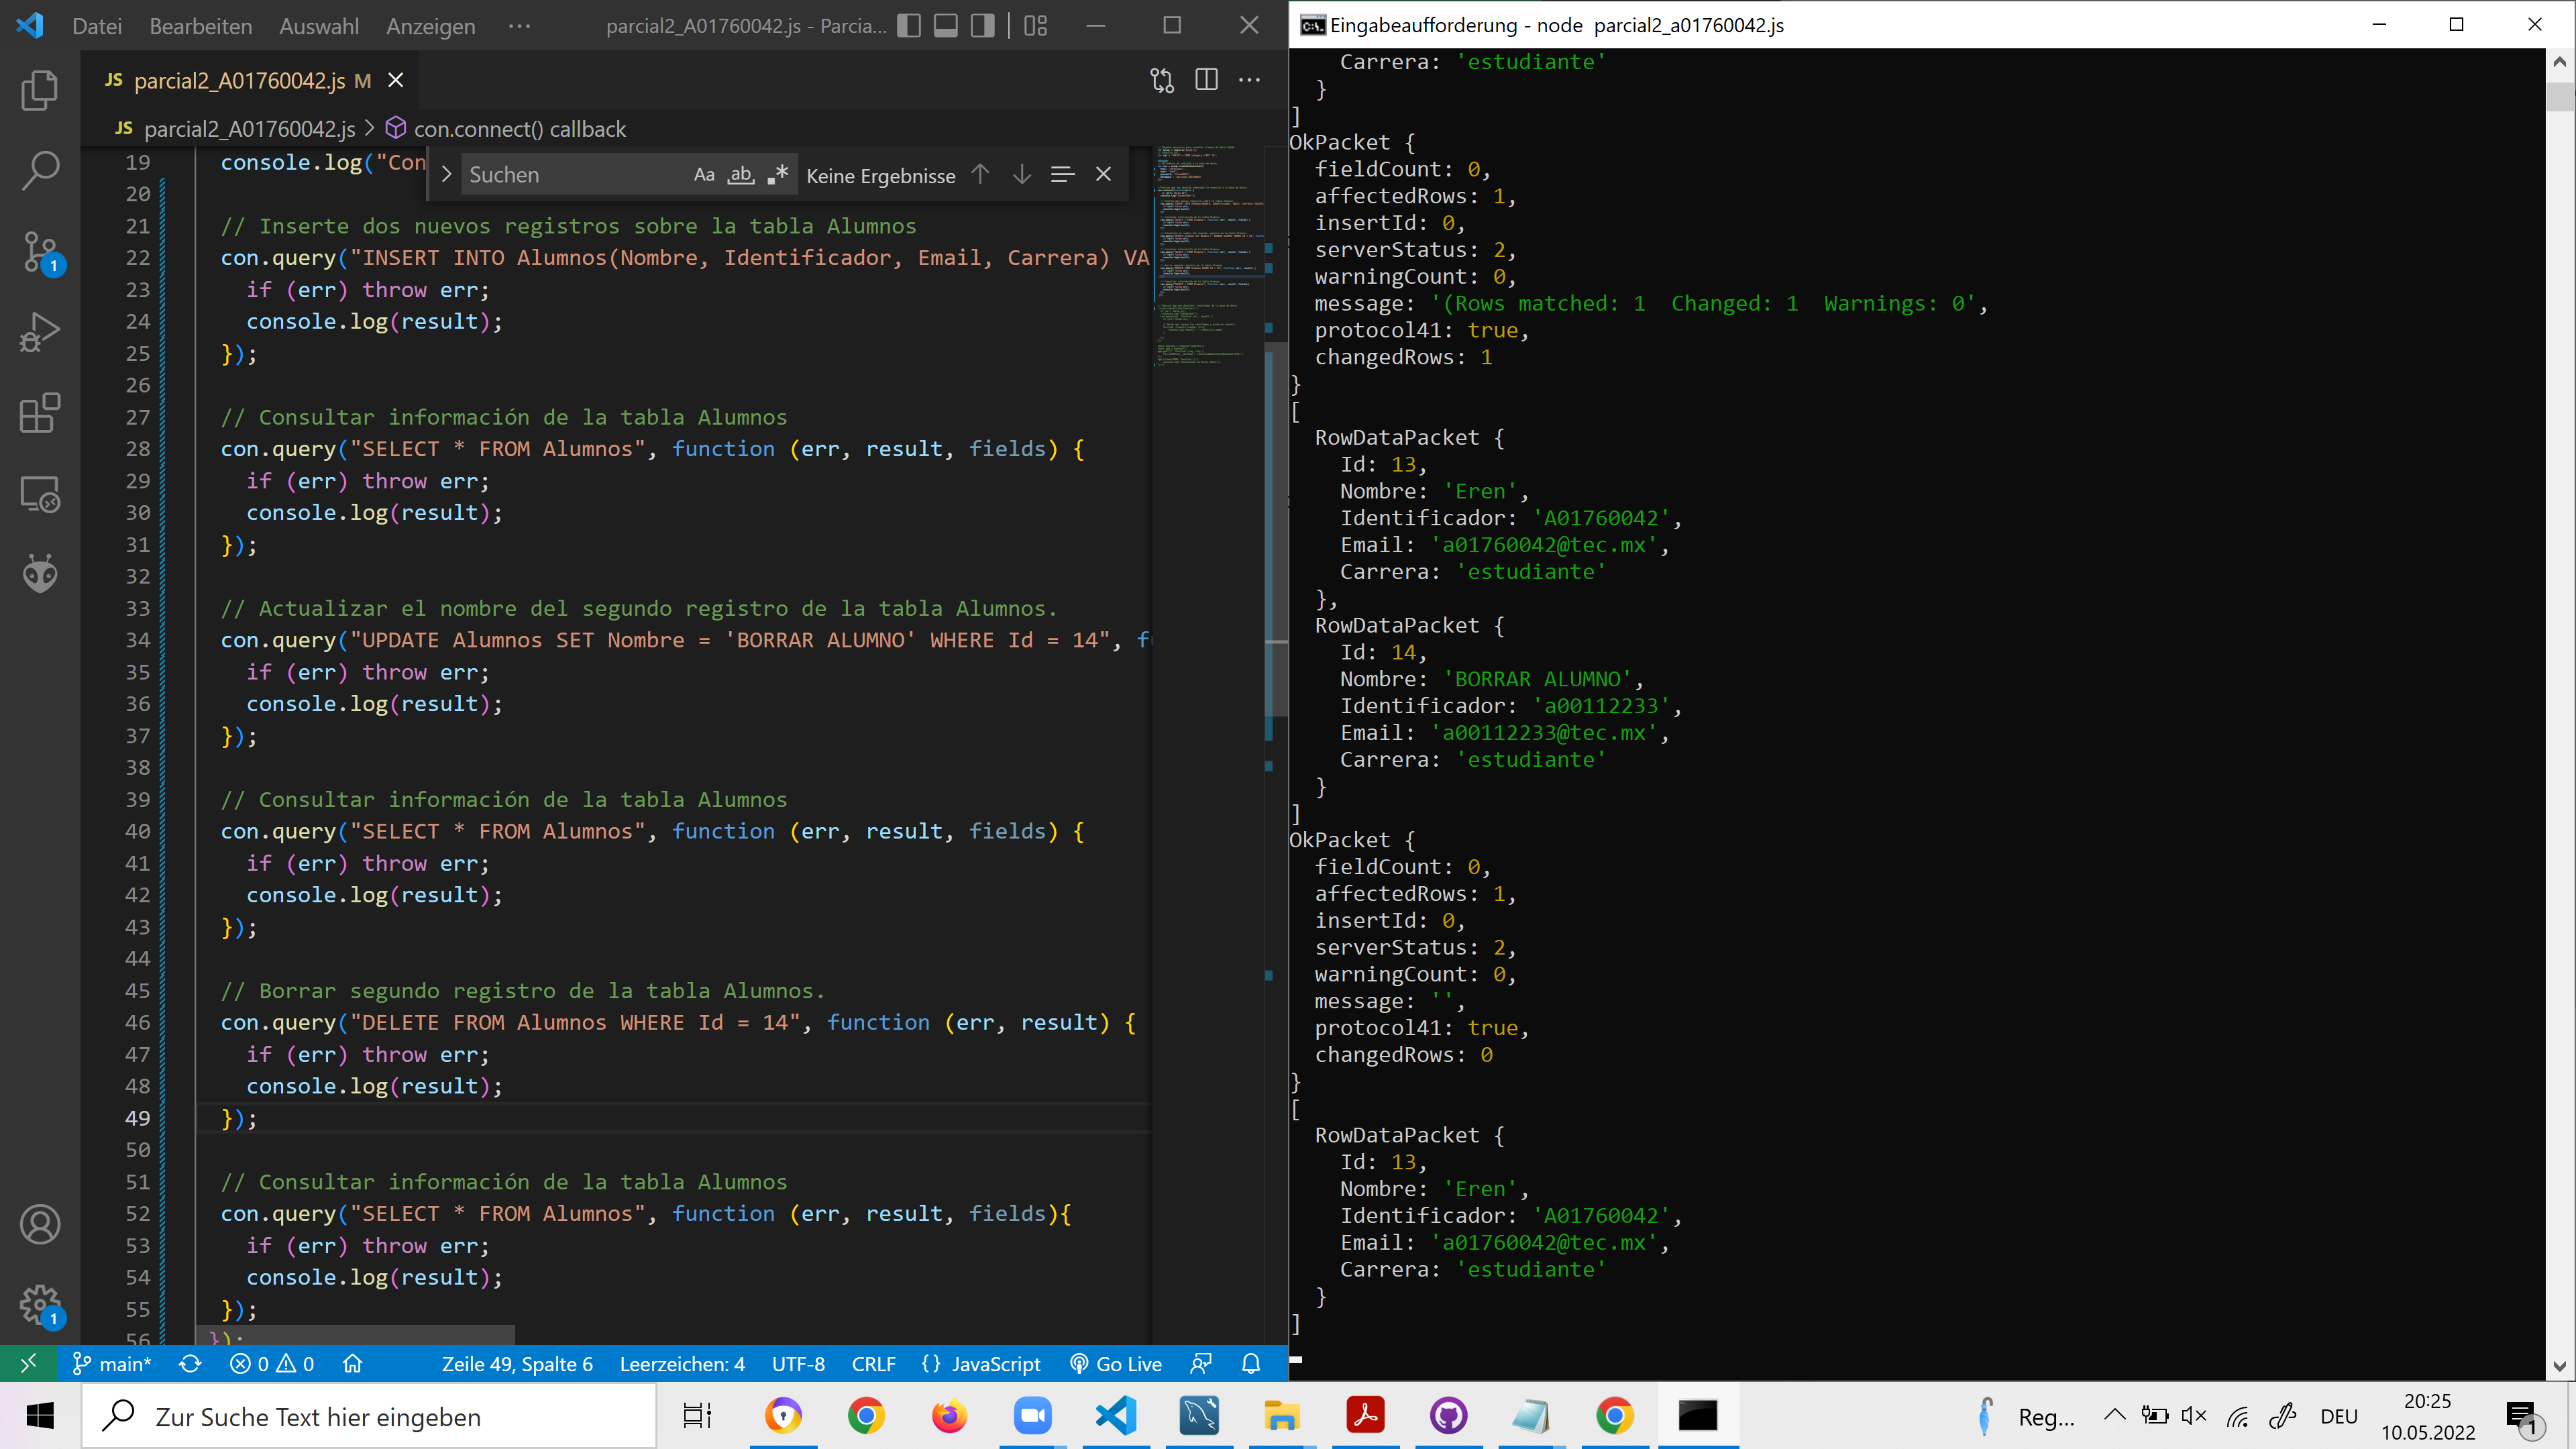 Datei Bearbeiten Auswahl Anzeigen ··· parcial2_A01760042.js - Parcia...
JS parcial2_A01760042.js M
JS parcial2_A01760042.js > con.connect() callback
Suchen Aa ab .* Keine Ergebnisse
19 console.log("Con
20
21 // Inserte dos nuevos registros sobre la tabla Alumnos
22 con.query("INSERT INTO Alumnos(Nombre, Identificador, Email, Carrera) VA
23 if (err) throw err;
24 console.log(result);
25 });
26
27 // Consultar información de la tabla Alumnos
28 con.query("SELECT * FROM Alumnos", function (err, result, fields) {
29 if (err) throw err;
30 console.log(result);
31 });
32
33 // Actualizar el nombre del segundo registro de la tabla Alumnos.
34 con.query("UPDATE Alumnos SET Nombre = 'BORRAR ALUMNO' WHERE Id = 14", fu
35 if (err) throw err;
36 console.log(result);
37 });
38
39 // Consultar información de la tabla Alumnos
40 con.query("SELECT * FROM Alumnos", function (err, result, fields) {
41 if (err) throw err;
42 console.log(result);
43 });
44
45 // Borrar segundo registro de la tabla Alumnos.
46 con.query("DELETE FROM Alumnos WHERE Id = 14", function (err, result) {
47 if (err) throw err;
48 console.log(result);
49 });
50
51 // Consultar información de la tabla Alumnos
52 con.query("SELECT * FROM Alumnos", function (err, result, fields){
53 if (err) throw err;
54 console.log(result);
55 });
56 });
1
1
main* 0 0 Zeile 49, Spalte 6 Leerzeichen: 4 UTF-8 CRLF {} JavaScript Go Live
Eingabeaufforderung - node parcial2_a01760042.js
Carrera: 'estudiante'
}
]
OkPacket {
fieldCount: 0,
affectedRows: 1,
insertId: 0,
serverStatus: 2,
warningCount: 0,
message: '(Rows matched: 1  Changed: 1  Warnings: 0',
protocol41: true,
changedRows: 1
}
[
RowDataPacket {
Id: 13,
Nombre: 'Eren',
Identificador: 'A01760042',
Email: 'a01760042@tec.mx',
Carrera: 'estudiante'
},
RowDataPacket {
Id: 14,
Nombre: 'BORRAR ALUMNO',
Identificador: 'a00112233',
Email: 'a00112233@tec.mx',
Carrera: 'estudiante'
}
]
OkPacket {
fieldCount: 0,
affectedRows: 1,
insertId: 0,
serverStatus: 2,
warningCount: 0,
message: '',
protocol41: true,
changedRows: 0
}
[
RowDataPacket {
Id: 13,
Nombre: 'Eren',
Identificador: 'A01760042',
Email: 'a01760042@tec.mx',
Carrera: 'estudiante'
}
]
Zur Suche Text hier eingeben
Reg... DEU 20:25
10.05.2022
1